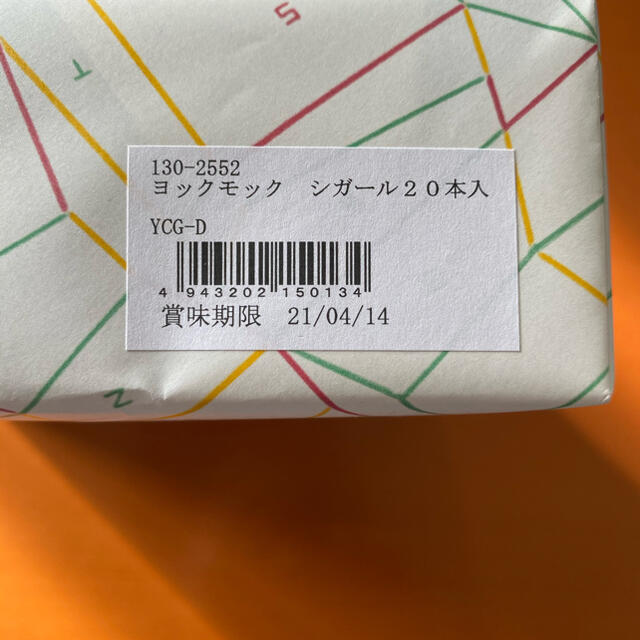 S
T
130-2552
ヨックモック　シガール２０本入
YCG-D
4 943202 150134
賞味期限　21/04/14
N